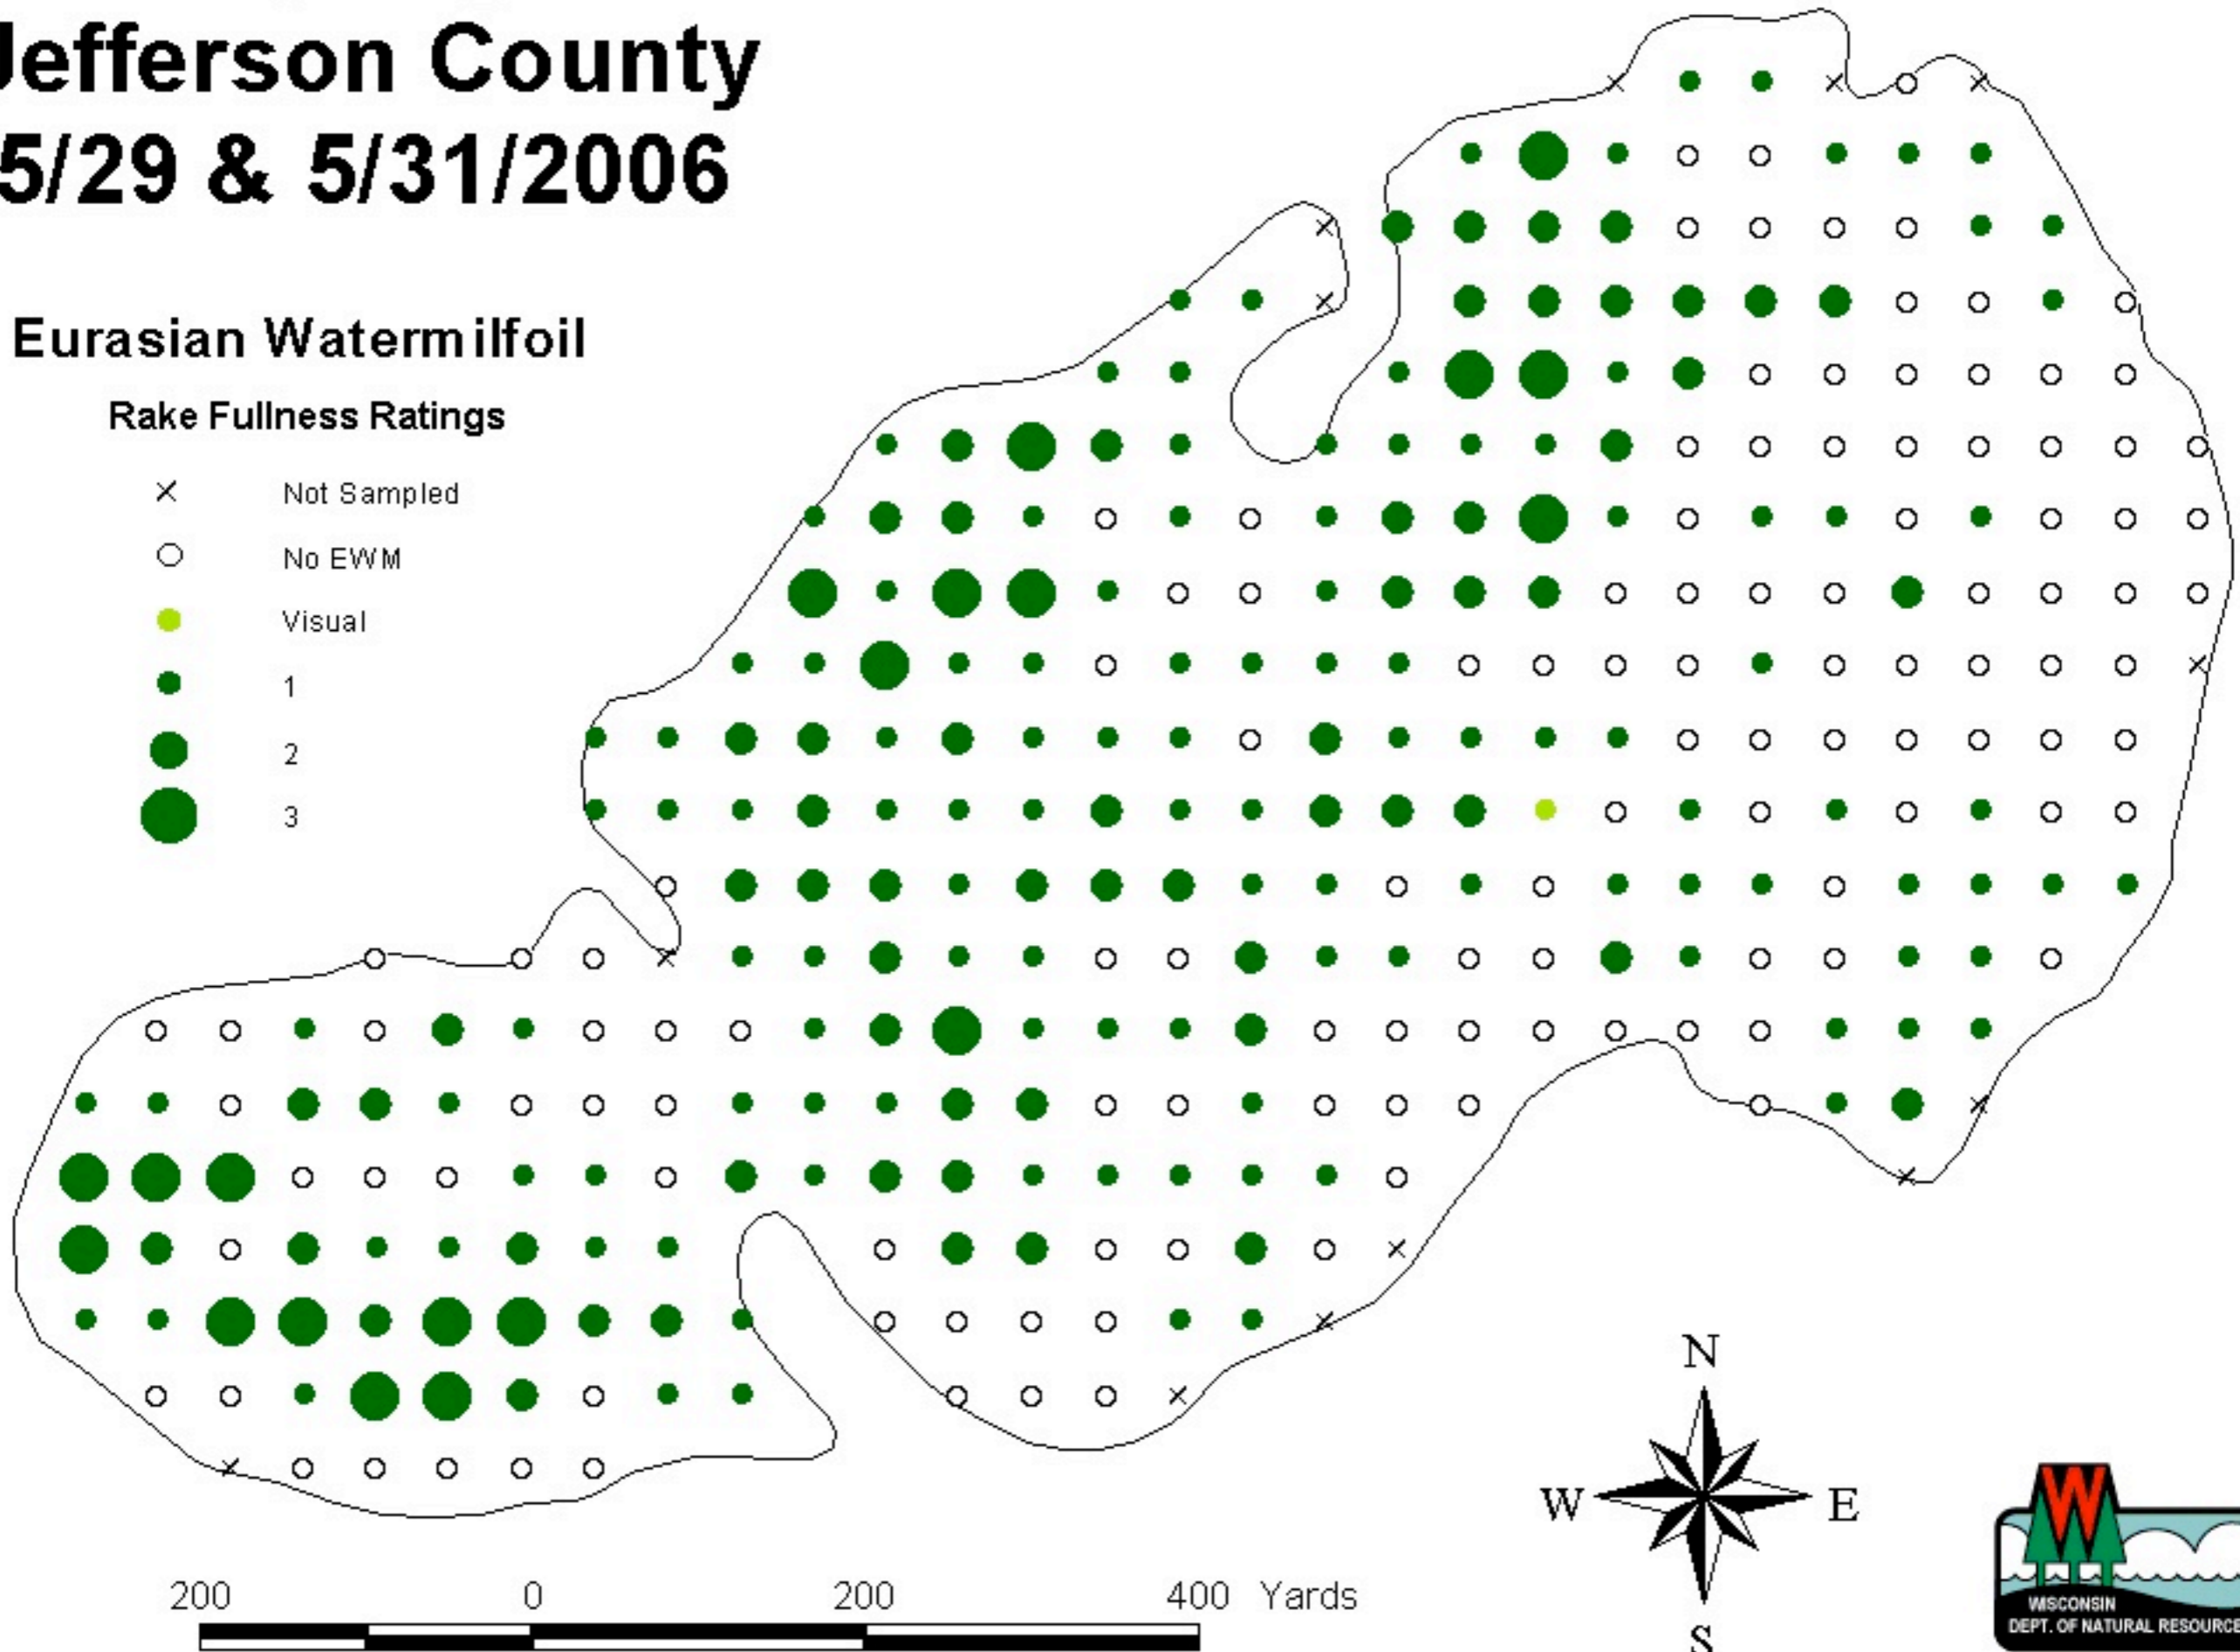 Jefferson County
5/29 & 5/31/2006
Eurasian Watermilfoil
Rake Fullness Ratings
Not Sampled
No EWM
Visual
1
2
3
N
W E
S
200 0 200 400 Yards
W
WISCONSIN
DEPT. OF NATURAL RESOURCE